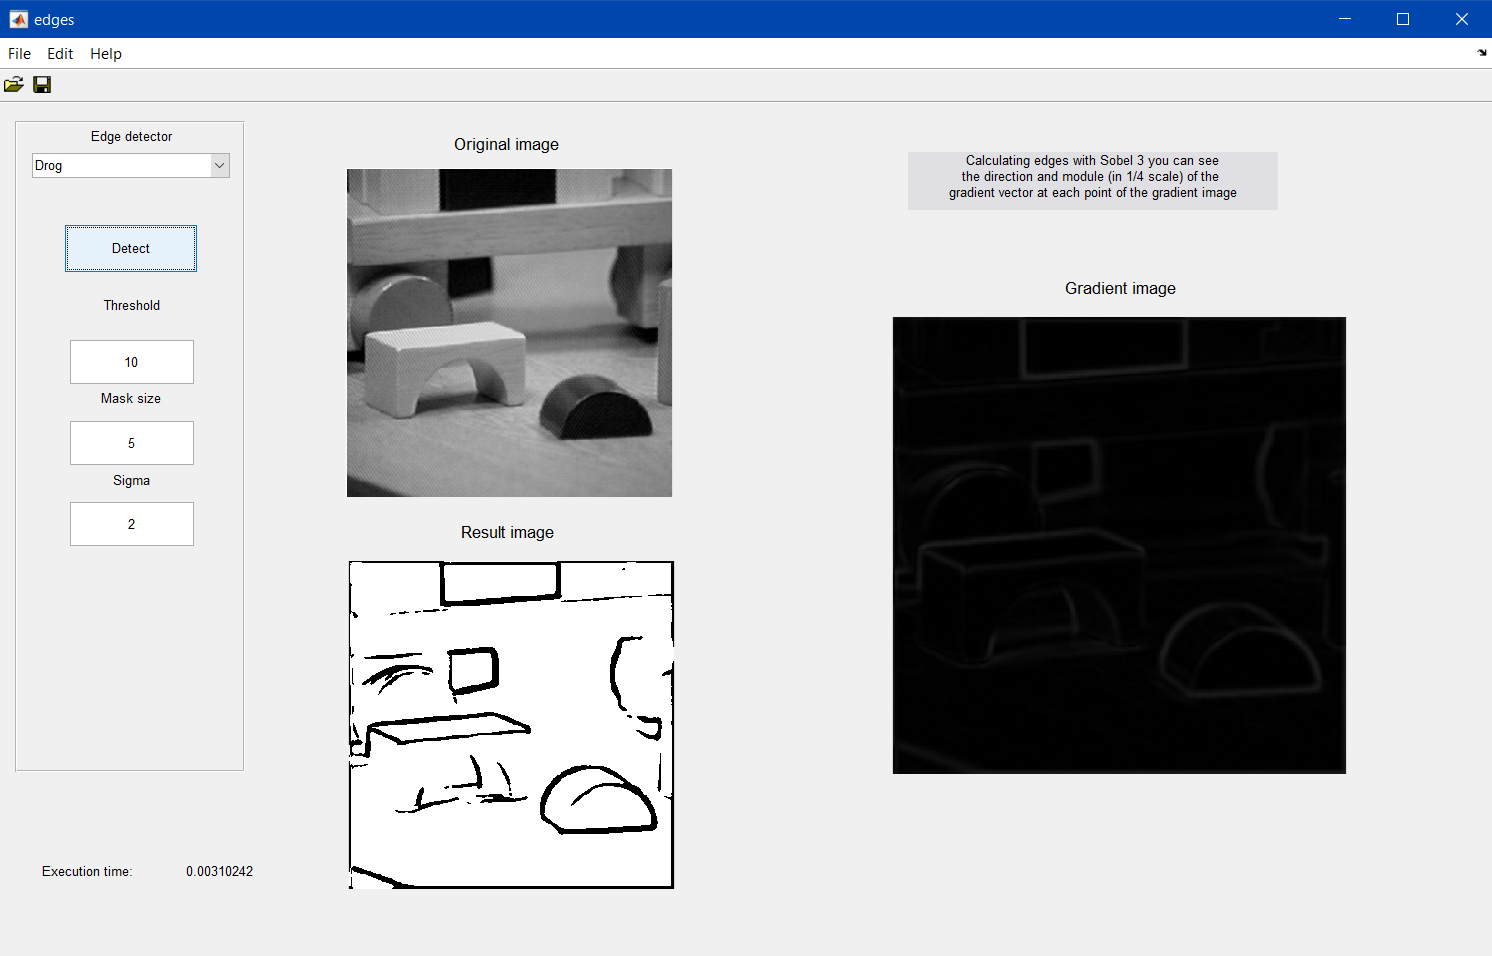 edges
File Edit Help
Edge detector
Drog
Detect
Threshold
10
Mask size
5
Sigma
2
Execution time: 0.00310242
Original image
Result image
Calculating edges with Sobel 3 you can see
the direction and module (in 1/4 scale) of the
gradient vector at each point of the gradient image
Gradient image